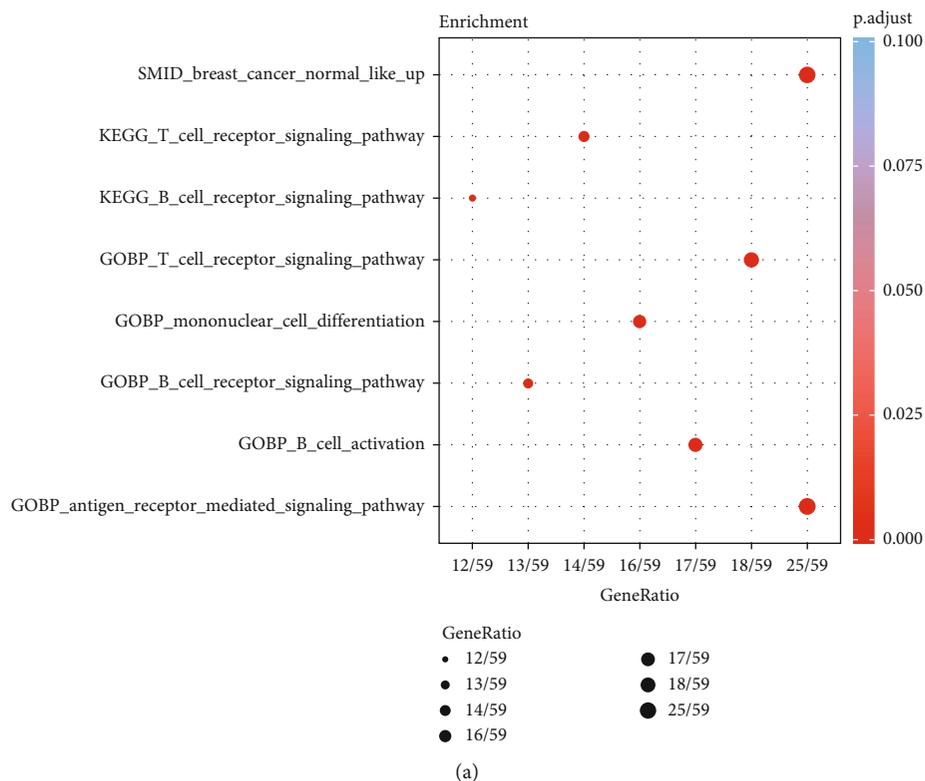 Enrichment
SMID_breast_cancer_normal_like_up
KEGG_T_cell_receptor_signaling_pathway
KEGG_B_cell_receptor_signaling_pathway
GOBP_T_cell_receptor_signaling_pathway
GOBP_mononuclear_cell_differentiation
GOBP_B_cell_receptor_signaling_pathway
GOBP_B_cell_activation
GOBP_antigen_receptor_mediated_signaling_pathway
12/59 13/59 14/59 16/59 17/59 18/59 25/59
GeneRatio
p.adjust
0.100
0.075
0.050
0.025
0.000
GeneRatio
12/59
13/59
14/59
16/59
17/59
18/59
25/59
(a)